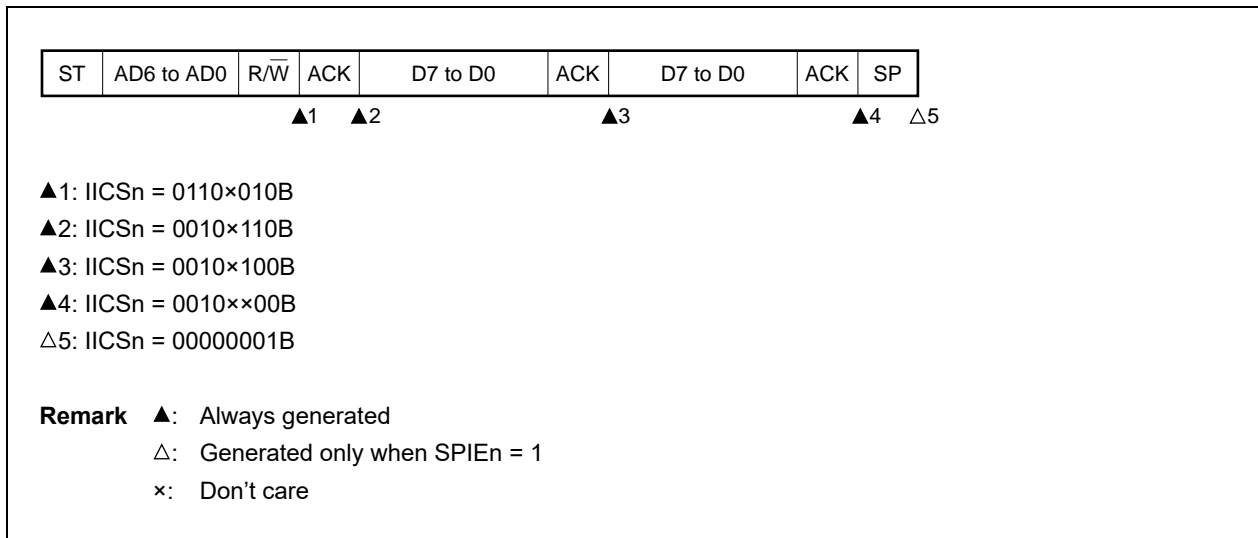 ST AD6 to AD0 R/W̅ ACK D7 to D0 ACK D7 to D0 ACK SP
▲1 ▲2 ▲3 ▲4 △5
▲1: IICSn = 0110×010B
▲2: IICSn = 0010×110B
▲3: IICSn = 0010×100B
▲4: IICSn = 0010××00B
△5: IICSn = 00000001B
Remark ▲: Always generated
△: Generated only when SPIEn = 1
×: Don't care